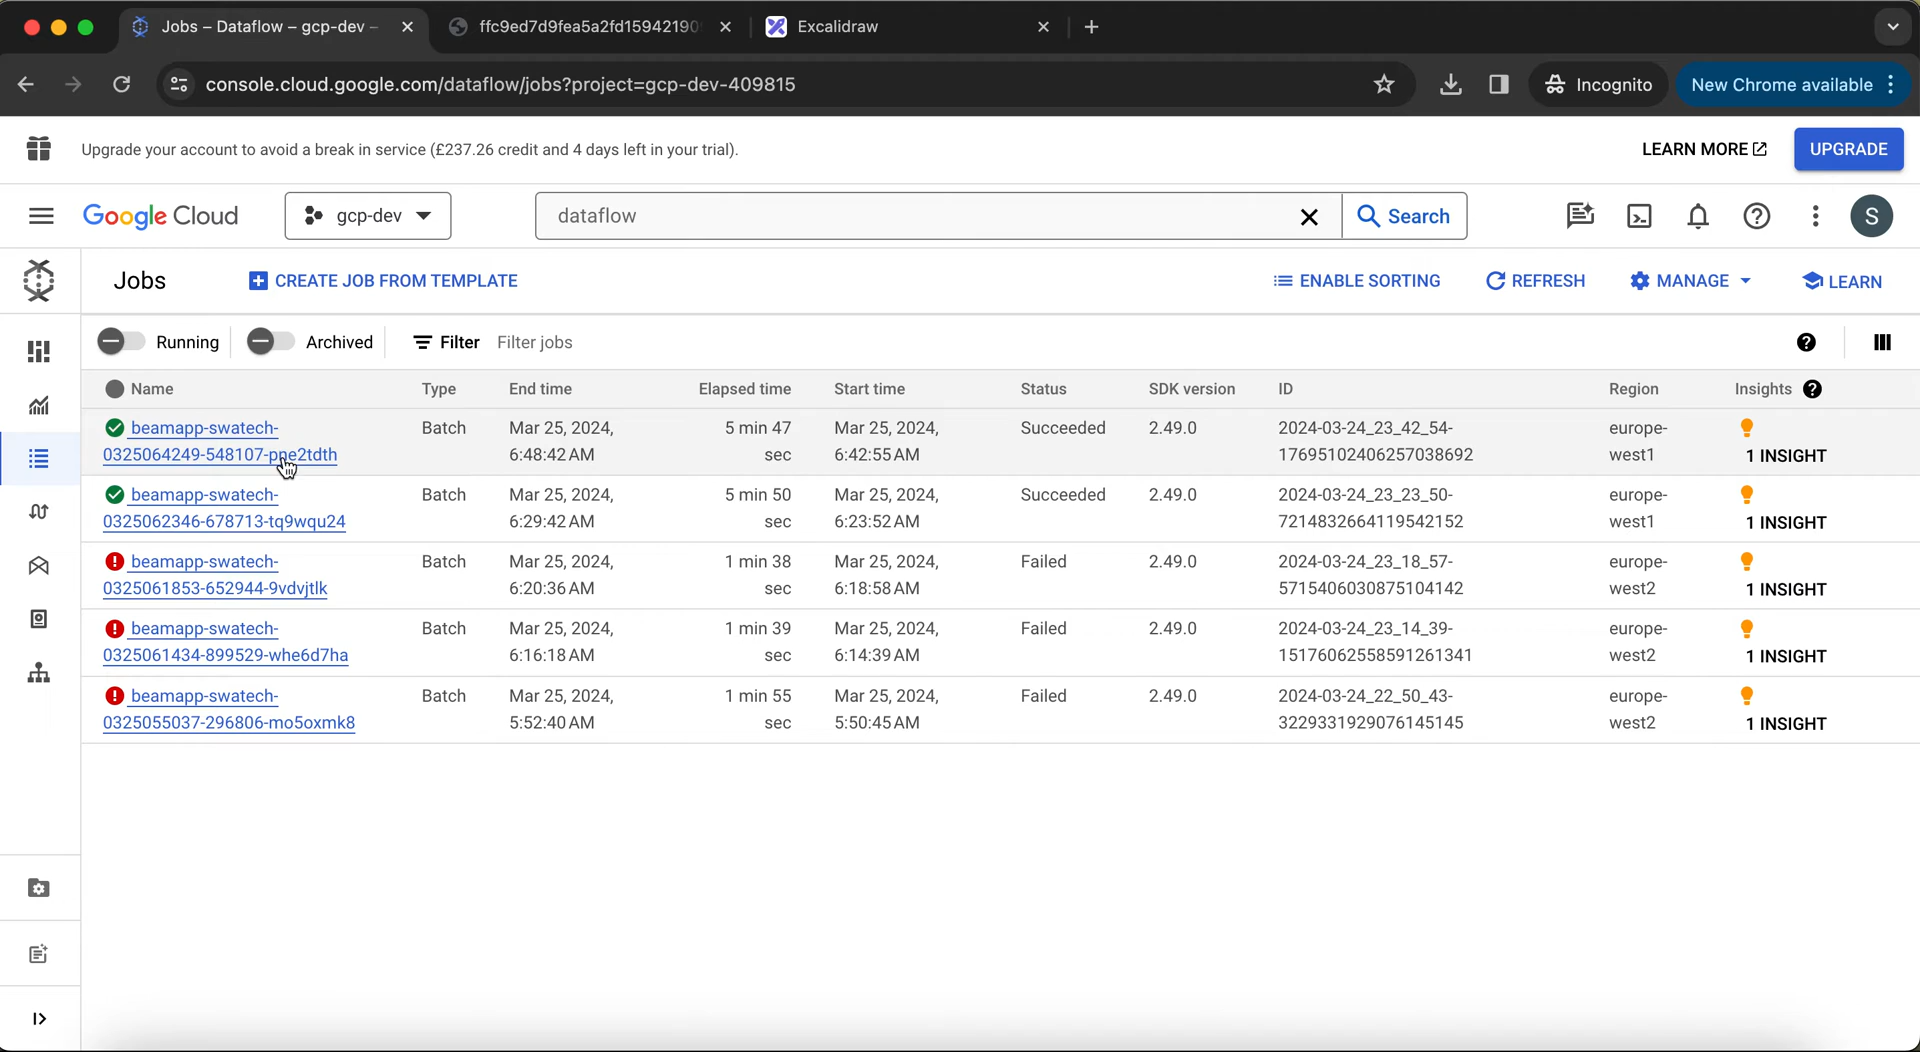 Jobs – Dataflow – gcp-dev –
ffc9ed7d9fea5a2fd159421909
Excalidraw
console.cloud.google.com/dataflow/jobs?project=gcp-dev-409815
Incognito
New Chrome available
Upgrade your account to avoid a break in service (£237.26 credit and 4 days left in your trial).
LEARN MORE
UPGRADE
Google Cloud
gcp-dev
dataflow
Search
S
Jobs
CREATE JOB FROM TEMPLATE
ENABLE SORTING
REFRESH
MANAGE
LEARN
Running
Archived
Filter
Filter jobs
Name Type End time Elapsed time Start time Status SDK version ID Region Insights
beamapp-swatech- Batch Mar 25, 2024, 5 min 47 Mar 25, 2024, Succeeded 2.49.0 2024-03-24_23_42_54- europe-
0325064249-548107-pne2tdth 6:48:42 AM sec 6:42:55 AM 17695102406257038692 west1 1 INSIGHT
beamapp-swatech- Batch Mar 25, 2024, 5 min 50 Mar 25, 2024, Succeeded 2.49.0 2024-03-24_23_23_50- europe-
0325062346-678713-tq9wqu24 6:29:42 AM sec 6:23:52 AM 7214832664119542152 west1 1 INSIGHT
beamapp-swatech- Batch Mar 25, 2024, 1 min 38 Mar 25, 2024, Failed 2.49.0 2024-03-24_23_18_57- europe-
0325061853-652944-9vdvjtlk 6:20:36 AM sec 6:18:58 AM 5715406030875104142 west2 1 INSIGHT
beamapp-swatech- Batch Mar 25, 2024, 1 min 39 Mar 25, 2024, Failed 2.49.0 2024-03-24_23_14_39- europe-
0325061434-899529-whe6d7ha 6:16:18 AM sec 6:14:39 AM 15176062558591261341 west2 1 INSIGHT
beamapp-swatech- Batch Mar 25, 2024, 1 min 55 Mar 25, 2024, Failed 2.49.0 2024-03-24_22_50_43- europe-
0325055037-296806-mo5oxmk8 5:52:40 AM sec 5:50:45 AM 3229331929076145145 west2 1 INSIGHT